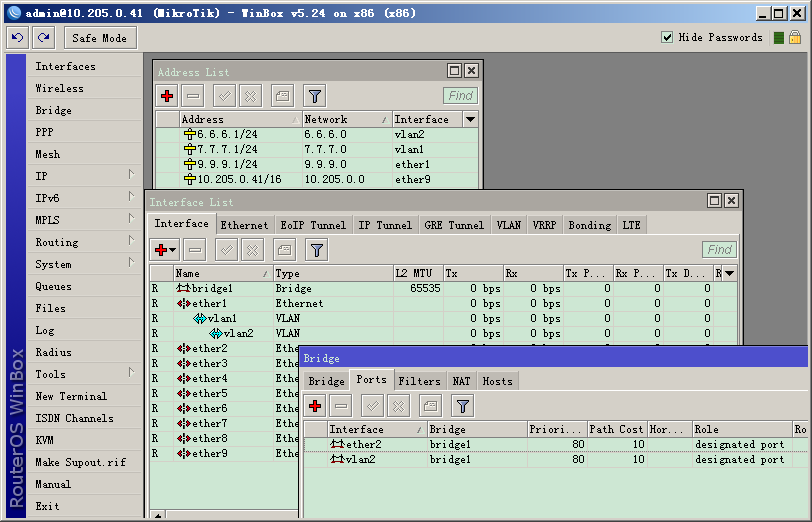 admin@10.205.0.41 (MikroTik) - WinBox v5.24 on x86 (x86)
Safe Mode
Hide Passwords
RouterOS WinBox
Interfaces
Wireless
Bridge
PPP
Mesh
IP
IPv6
MPLS
Routing
System
Queues
Files
Log
Radius
Tools
New Terminal
ISDN Channels
KVM
Make Supout.rif
Manual
Exit
Address List
Find
Address Network Interface
6.6.6.1/24 6.6.6.0 vlan2
7.7.7.1/24 7.7.7.0 vlan1
9.9.9.1/24 9.9.9.0 ether1
10.205.0.41/16 10.205.0.0 ether9
Interface List
Interface Ethernet EoIP Tunnel IP Tunnel GRE Tunnel VLAN VRRP Bonding LTE
Find
Name Type L2 MTU Tx Rx Tx P... Rx P... Tx D... R
R bridge1 Bridge 65535 0 bps 0 bps 0 0 0
R ether1 Ethernet 0 bps 0 bps 0 0 0
R vlan1 VLAN 0 bps 0 bps 0 0 0
R vlan2 VLAN 0 bps 0 bps 0 0 0
R ether2 Ethe
R ether3 Ethe
R ether4 Ethe
R ether5 Ethe
R ether6 Ethe
R ether7 Ethe
R ether8 Ethe
R ether9 Ethe
Bridge
Bridge Ports Filters NAT Hosts
Interface Bridge Priori... Path Cost Hor... Role Ro
ether2 bridge1 80 10 designated port
vlan2 bridge1 80 10 designated port